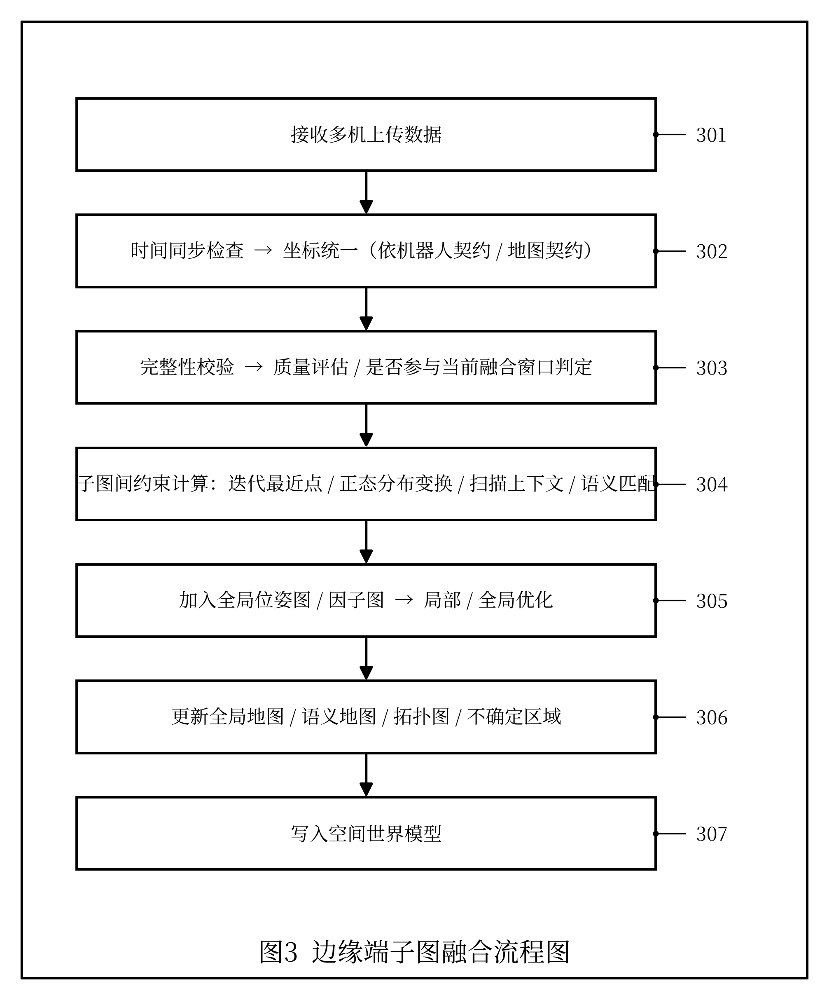 接收多机上传数据
301
时间同步检查 → 坐标统一（依机器人契约 / 地图契约）
302
完整性校验 → 质量评估 / 是否参与当前融合窗口判定
303
子图间约束计算：迭代最近点 / 正态分布变换 / 扫描上下文 / 语义匹配
304
加入全局位姿图 / 因子图 → 局部 / 全局优化
305
更新全局地图 / 语义地图 / 拓扑图 / 不确定区域
306
写入空间世界模型
307
图3 边缘端子图融合流程图